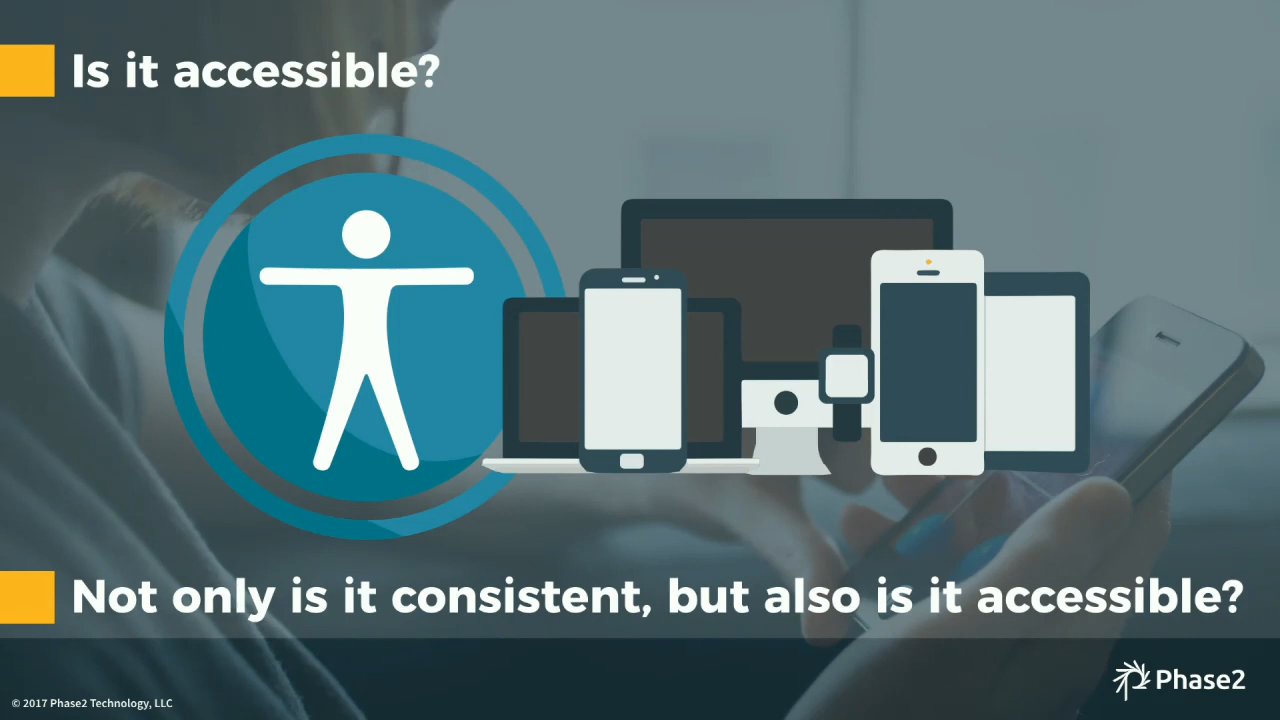 Is it accessible?
Not only is it consistent, but also is it accessible?
Phase2
© 2017 Phase2 Technology, LLC